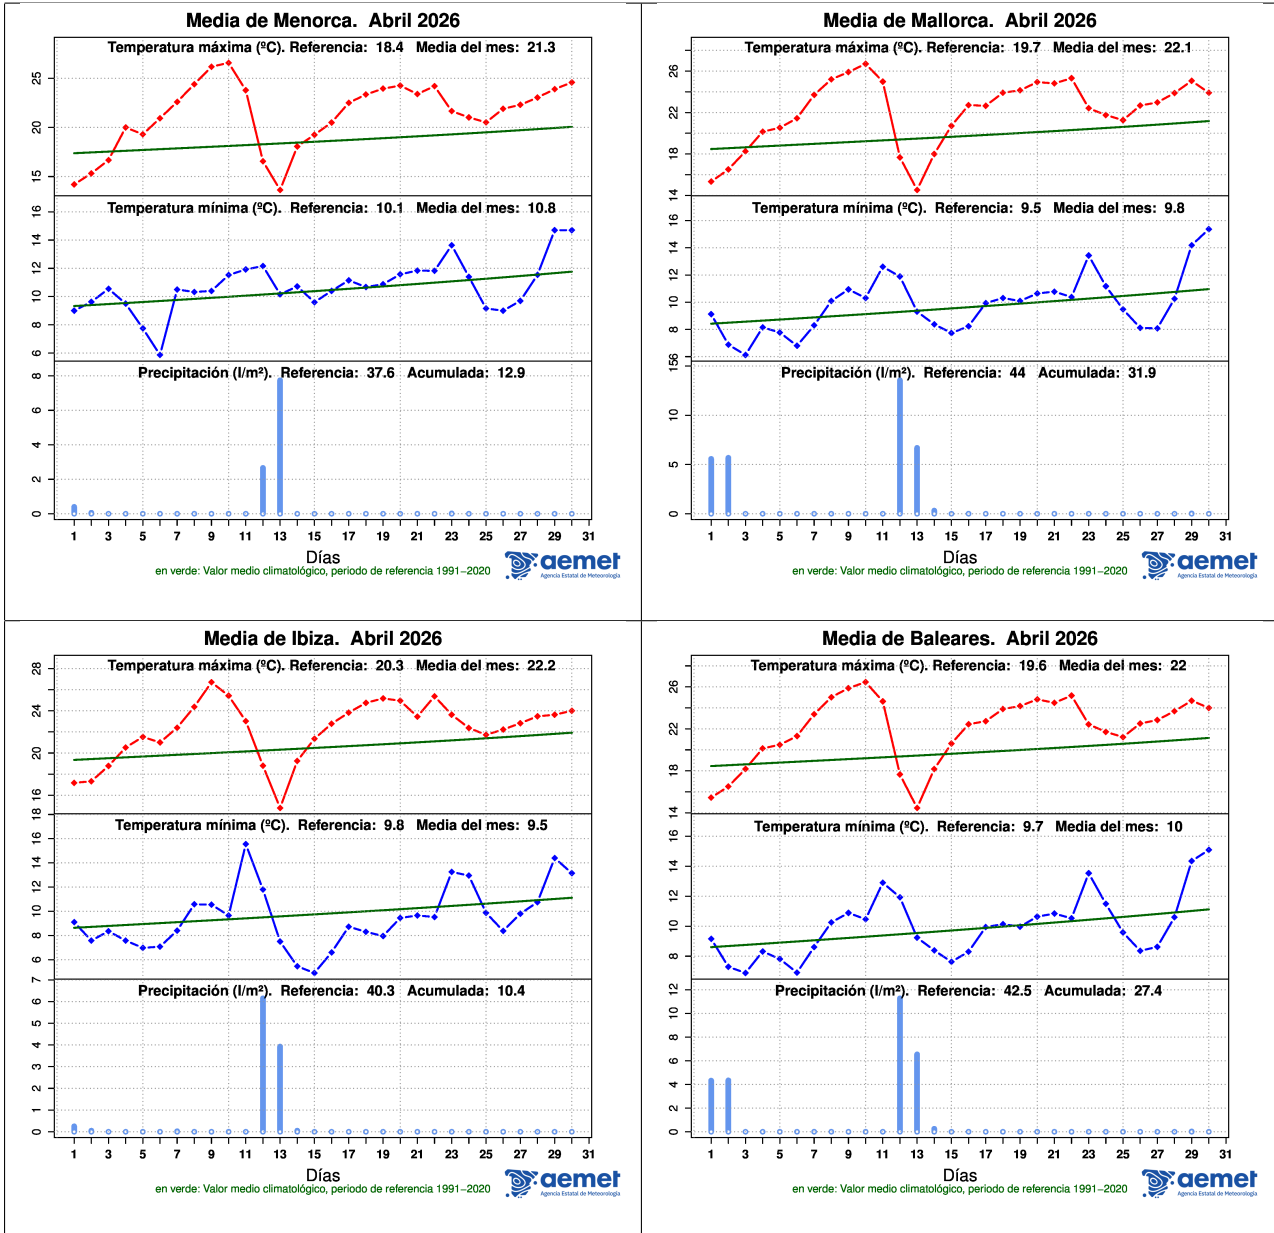 Media de Menorca. Abril 2026
Temperatura máxima (ºC). Referencia: 18.4 Media del mes: 21.3
25
20
15
Temperatura mínima (ºC). Referencia: 10.1 Media del mes: 10.8
16
14
12
10
8
6
Precipitación (l/m²). Referencia: 37.6 Acumulada: 12.9
8
6
4
2
0
1 3 5 7 9 11 13 15 17 19 21 23 25 27 29 31
Días
en verde: Valor medio climatológico, periodo de referencia 1991−2020
aemet
Agencia Estatal de Meteorología
Media de Mallorca. Abril 2026
Temperatura máxima (ºC). Referencia: 19.7 Media del mes: 22.1
26
22
18
14
Temperatura mínima (ºC). Referencia: 9.5 Media del mes: 9.8
16
14
12
10
8
6
Precipitación (l/m²). Referencia: 44 Acumulada: 31.9
15
10
5
0
1 3 5 7 9 11 13 15 17 19 21 23 25 27 29 31
Días
en verde: Valor medio climatológico, periodo de referencia 1991−2020
aemet
Agencia Estatal de Meteorología
Media de Ibiza. Abril 2026
Temperatura máxima (ºC). Referencia: 20.3 Media del mes: 22.2
28
24
20
16
Temperatura mínima (ºC). Referencia: 9.8 Media del mes: 9.5
18
16
14
12
10
8
6
Precipitación (l/m²). Referencia: 40.3 Acumulada: 10.4
7
6
5
4
3
2
1
0
1 3 5 7 9 11 13 15 17 19 21 23 25 27 29 31
Días
en verde: Valor medio climatológico, periodo de referencia 1991−2020
aemet
Agencia Estatal de Meteorología
Media de Baleares. Abril 2026
Temperatura máxima (ºC). Referencia: 19.6 Media del mes: 22
26
22
18
14
Temperatura mínima (ºC). Referencia: 9.7 Media del mes: 10
16
14
12
10
8
Precipitación (l/m²). Referencia: 42.5 Acumulada: 27.4
12
10
8
6
4
2
0
1 3 5 7 9 11 13 15 17 19 21 23 25 27 29 31
Días
en verde: Valor medio climatológico, periodo de referencia 1991−2020
aemet
Agencia Estatal de Meteorología